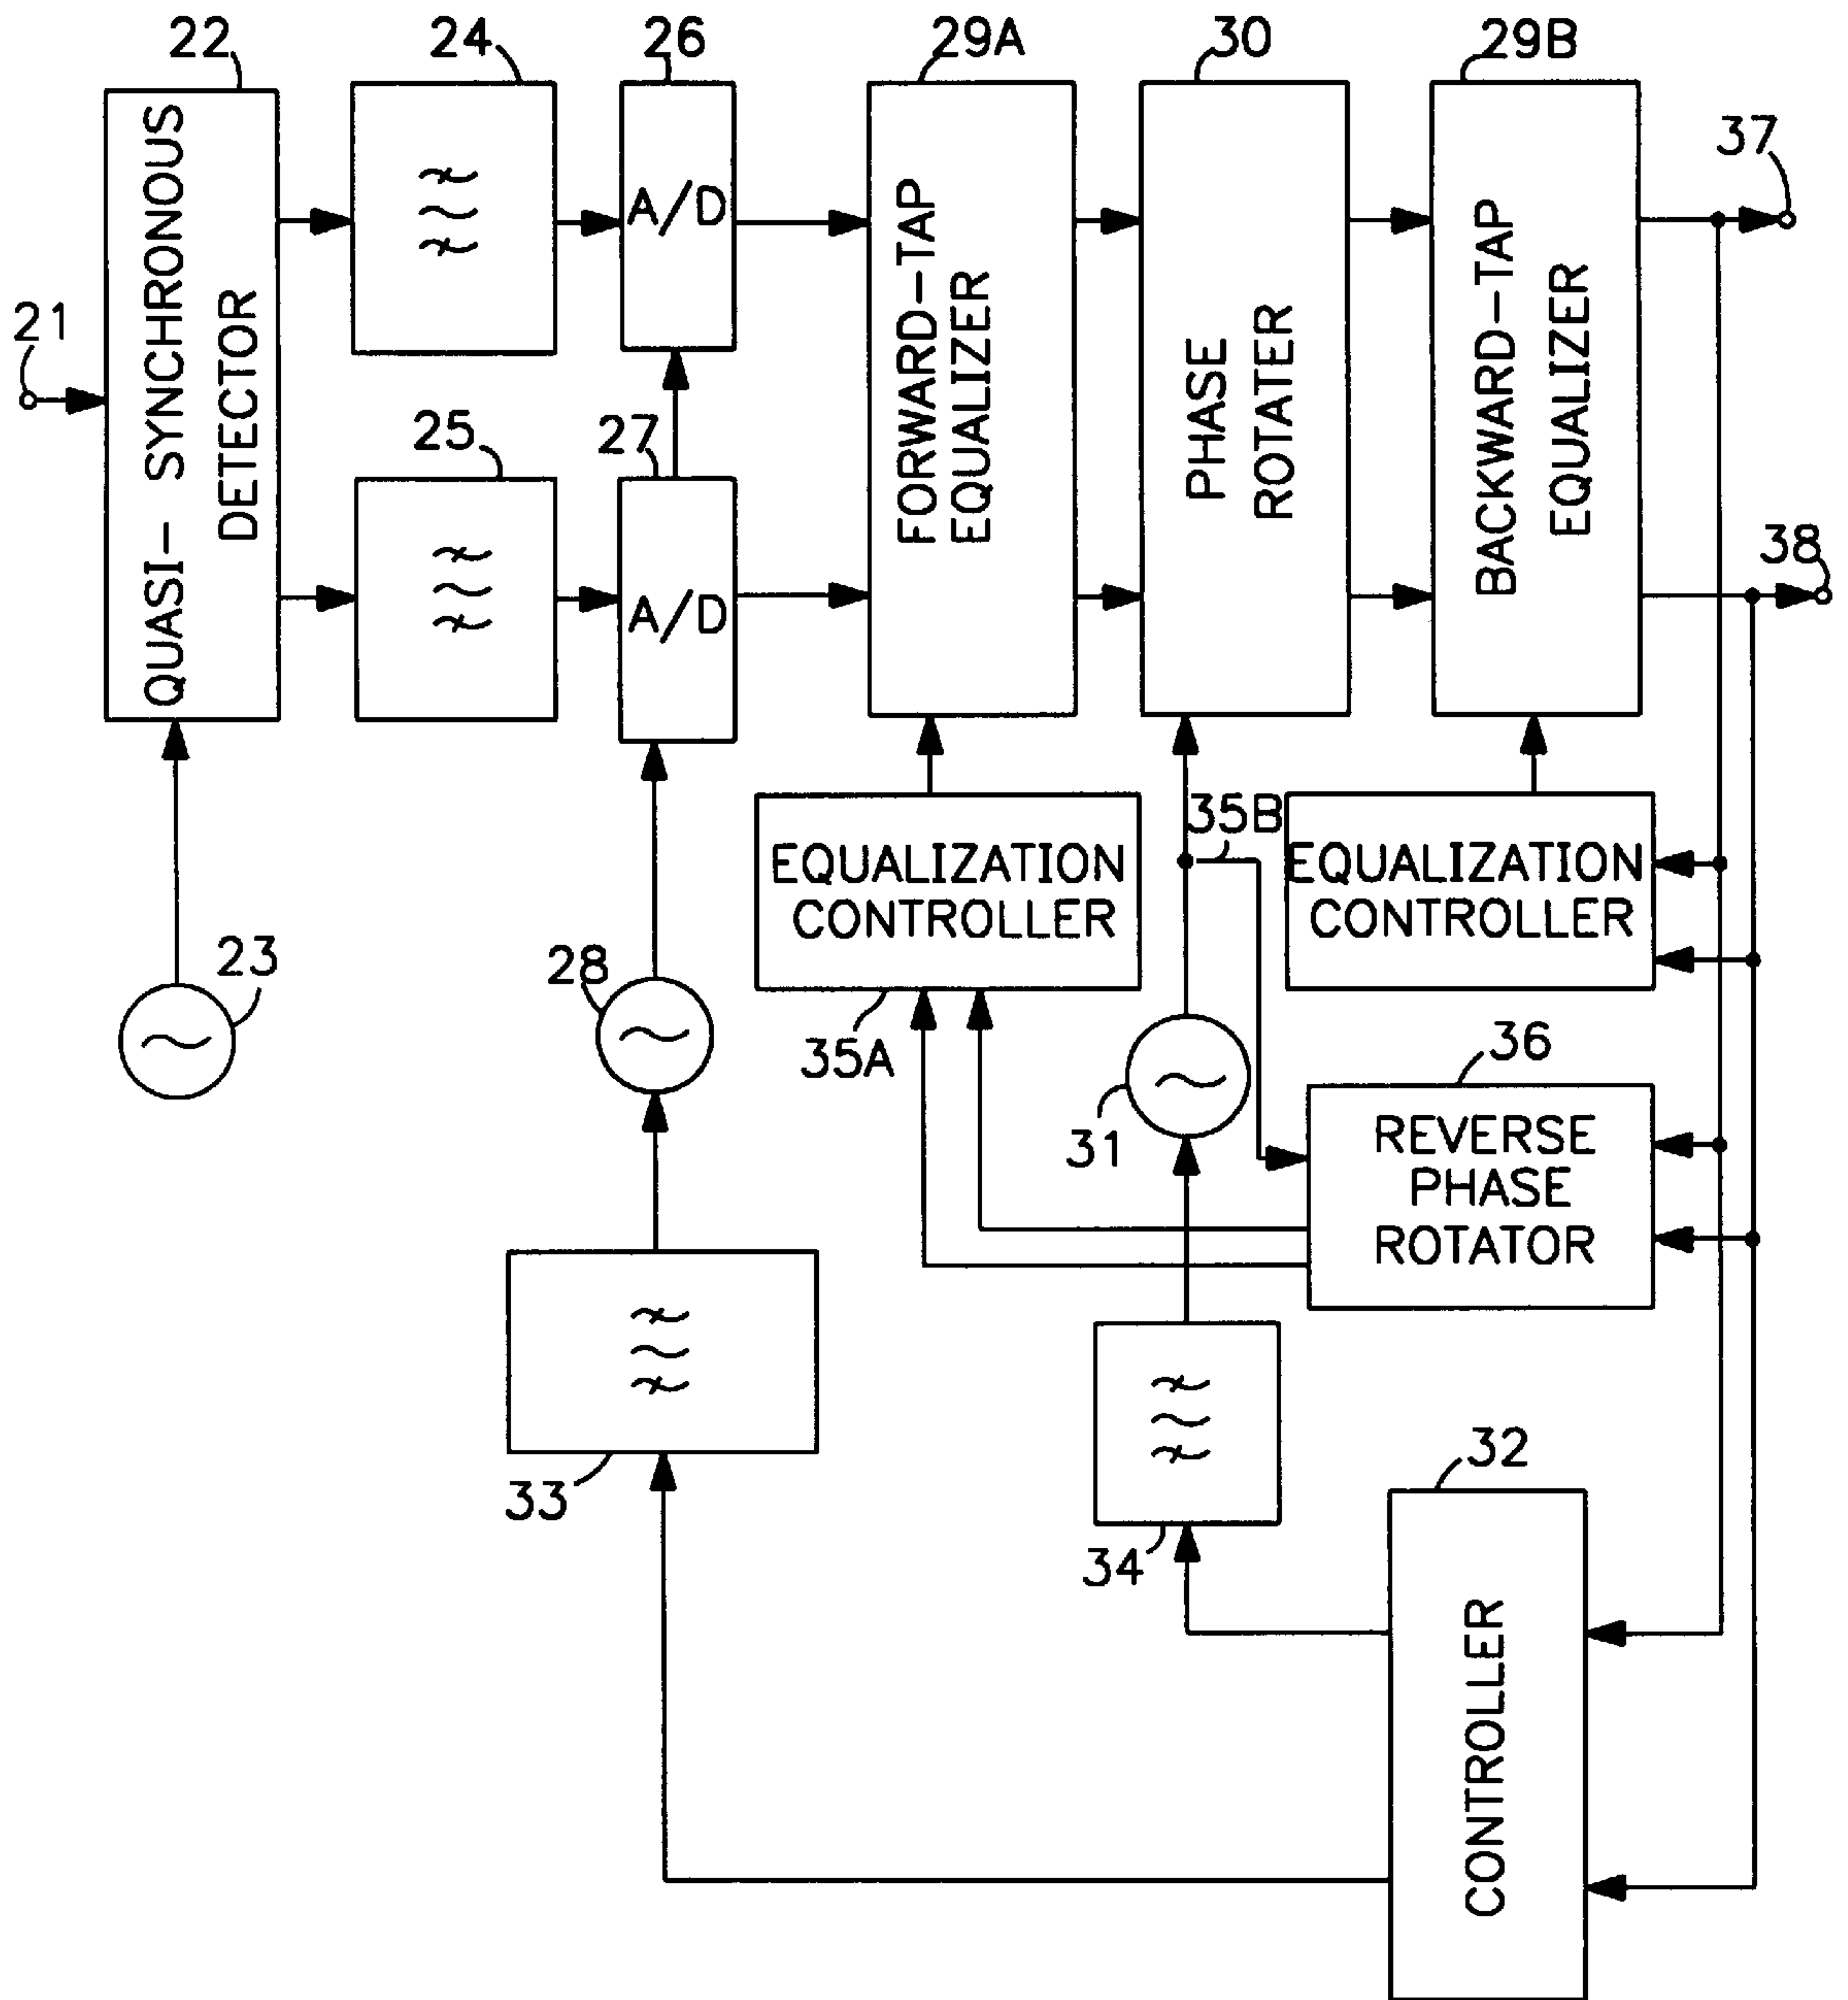 22
24
26
29A
30
29B
37
21
QUASI- SYNCHRONOUS
DETECTOR
A/D
FORWARD-TAP
EQUALIZER
PHASE
ROTATER
BACKWARD-TAP
EQUALIZER
25
27
A/D
38
35B
EQUALIZATION
CONTROLLER
EQUALIZATION
CONTROLLER
23
28
35A
31
36
REVERSE
PHASE
ROTATOR
33
34
32
CONTROLLER